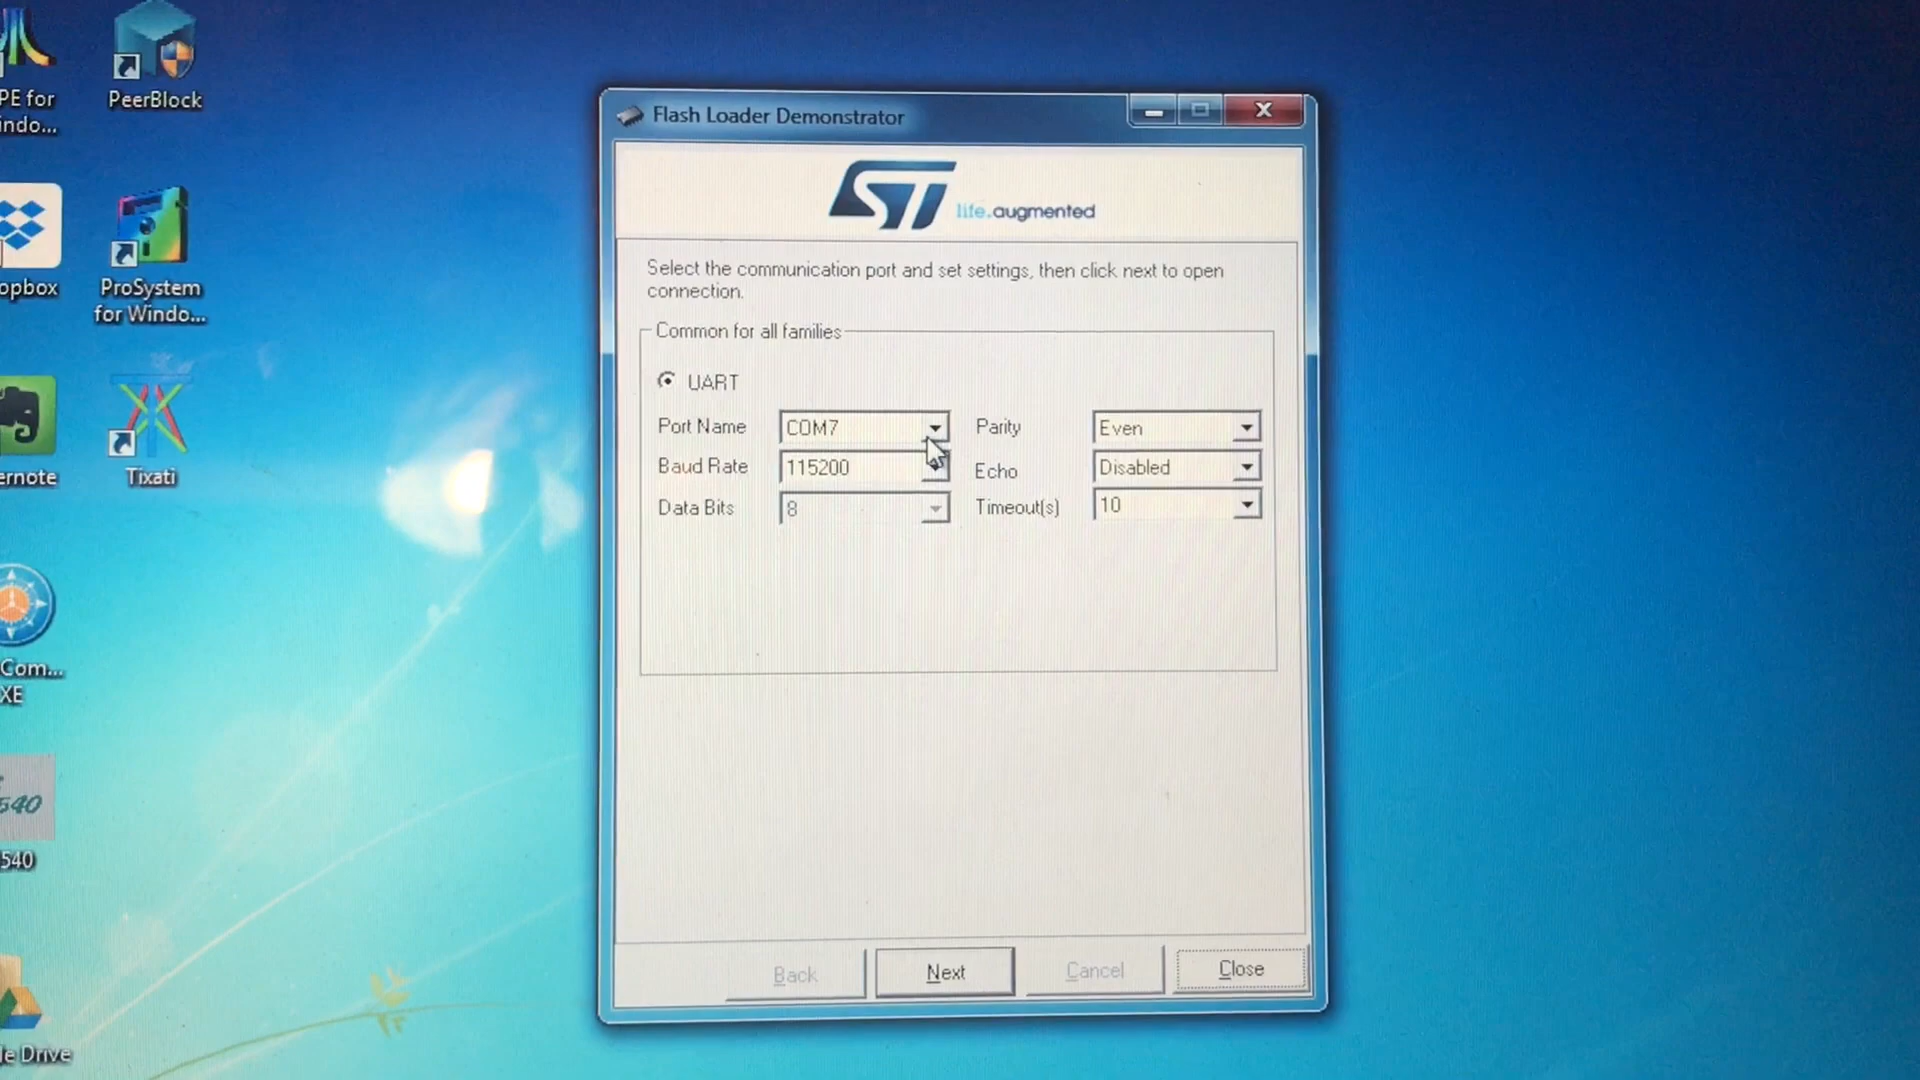 PE for
indo...
PeerBlock
opbox
ProSystem
for Windo...
ernote
Tixati
Com...
XE
540
540
le Drive
Flash Loader Demonstrator
ST
life.augmented
Select the communication port and set settings, then click next to open
connection.
Common for all families
UART
Port Name COM7 Parity Even
Baud Rate 115200 Echo Disabled
Data Bits 8 Timeout(s) 10
Back Next Cancel Close